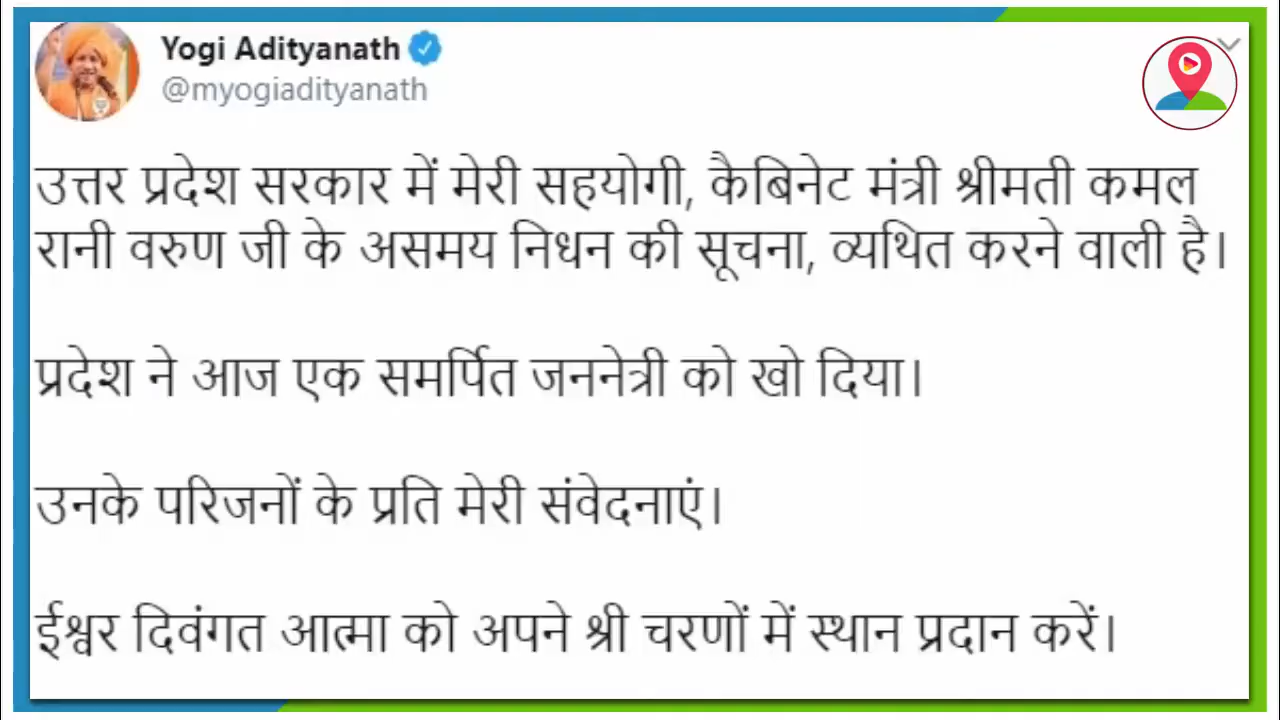 Yogi Adityanath
@myogiadityanath
उत्तर प्रदेश सरकार में मेरी सहयोगी, कैबिनेट मंत्री श्रीमती कमल
रानी वरुण जी के असमय निधन की सूचना, व्यथित करने वाली है।
प्रदेश ने आज एक समर्पित जननेत्री को खो दिया।
उनके परिजनों के प्रति मेरी संवेदनाएं।
ईश्वर दिवंगत आत्मा को अपने श्री चरणों में स्थान प्रदान करें।